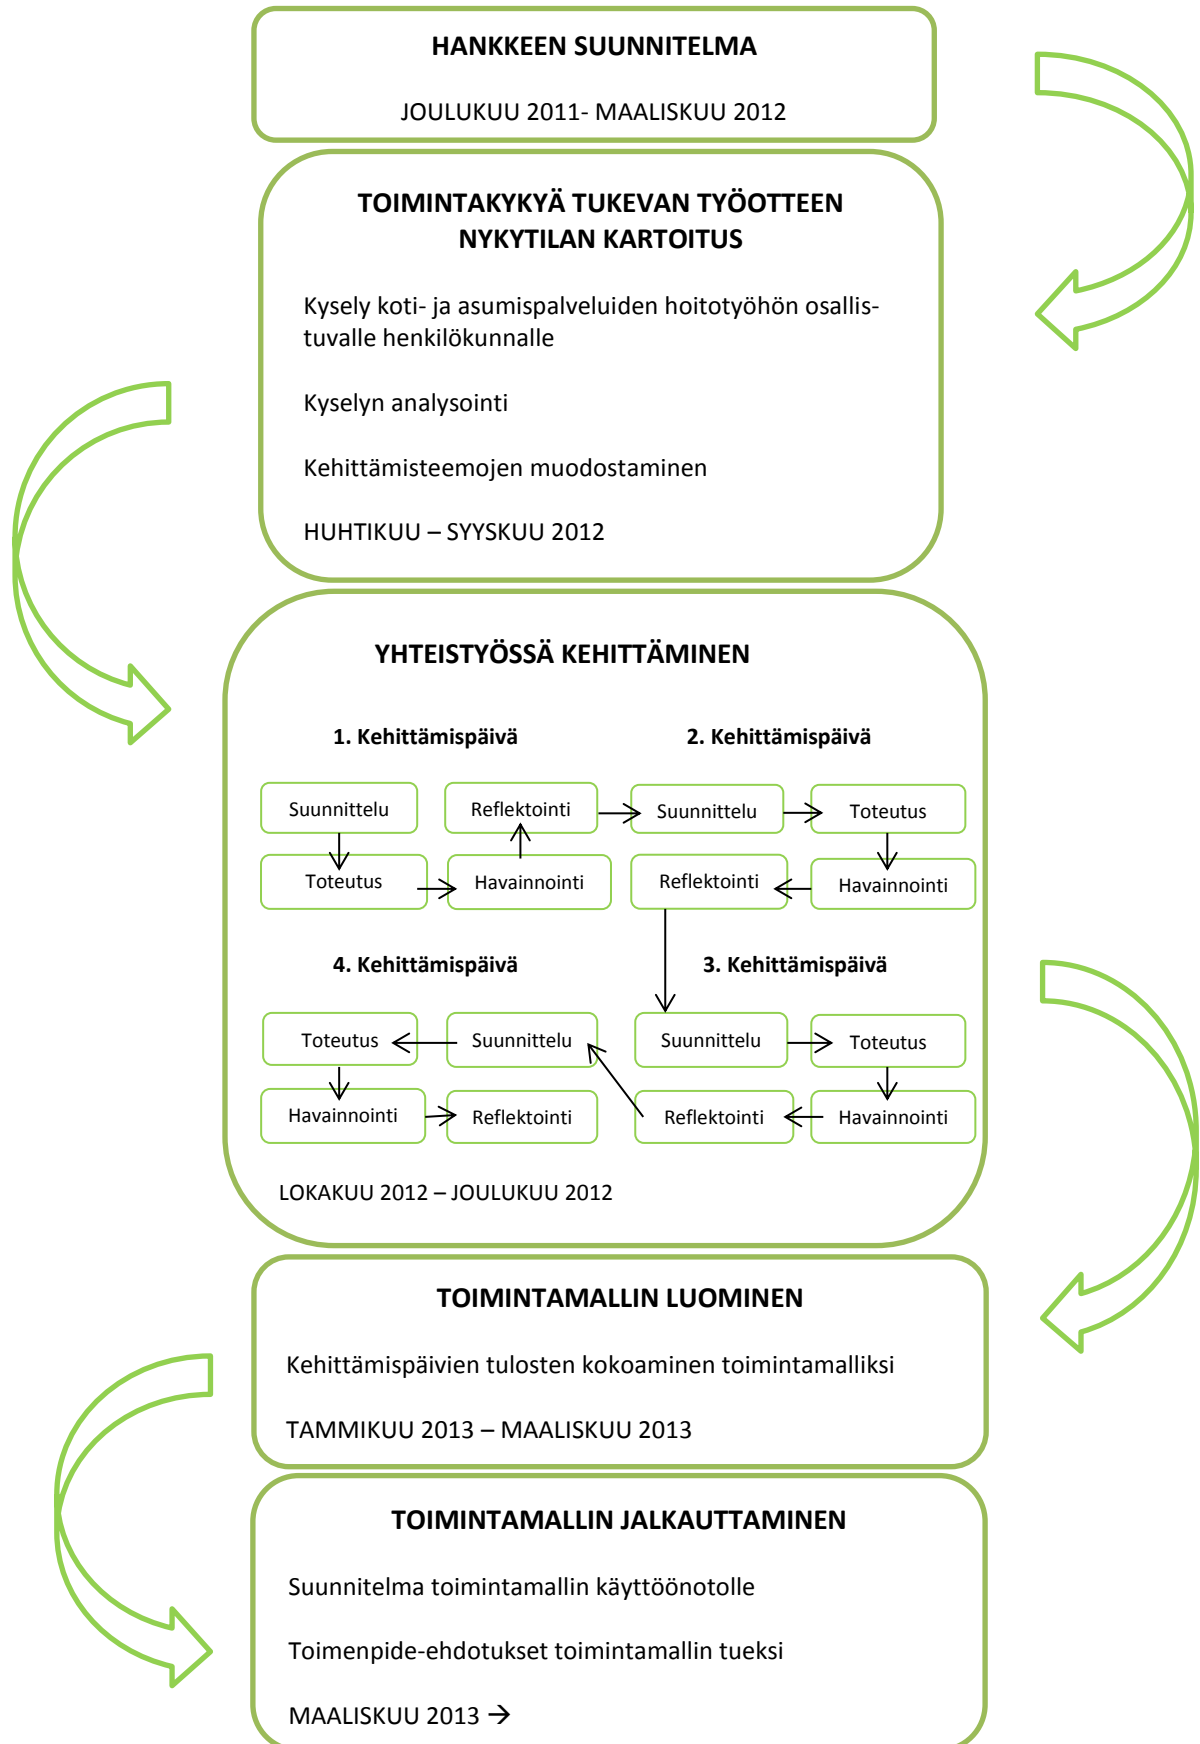 HANKKEEN SUUNNITELMA
JOULUKUU 2011- MAALISKUU 2012
TOIMINTAKYKYÄ TUKEVAN TYÖOTTEEN
NYKYTILAN KARTOITUS
Kysely koti- ja asumispalveluiden hoitotyöhön osallis-
tuvalle henkilökunnalle
Kyselyn analysointi
Kehittämisteemojen muodostaminen
HUHTIKUU – SYYSKUU 2012
YHTEISTYÖSSÄ KEHITTÄMINEN
1. Kehittämispäivä
2. Kehittämispäivä
Suunnittelu
Reflektointi
Suunnittelu
Toteutus
Toteutus
Havainnointi
Reflektointi
Havainnointi
4. Kehittämispäivä
3. Kehittämispäivä
Toteutus
Suunnittelu
Suunnittelu
Toteutus
Havainnointi
Reflektointi
Reflektointi
Havainnointi
LOKAKUU 2012 – JOULUKUU 2012
TOIMINTAMALLIN LUOMINEN
Kehittämispäivien tulosten kokoaminen toimintamalliksi
TAMMIKUU 2013 – MAALISKUU 2013
TOIMINTAMALLIN JALKAUTTAMINEN
Suunnitelma toimintamallin käyttöönotolle
Toimenpide-ehdotukset toimintamallin tueksi
MAALISKUU 2013 →